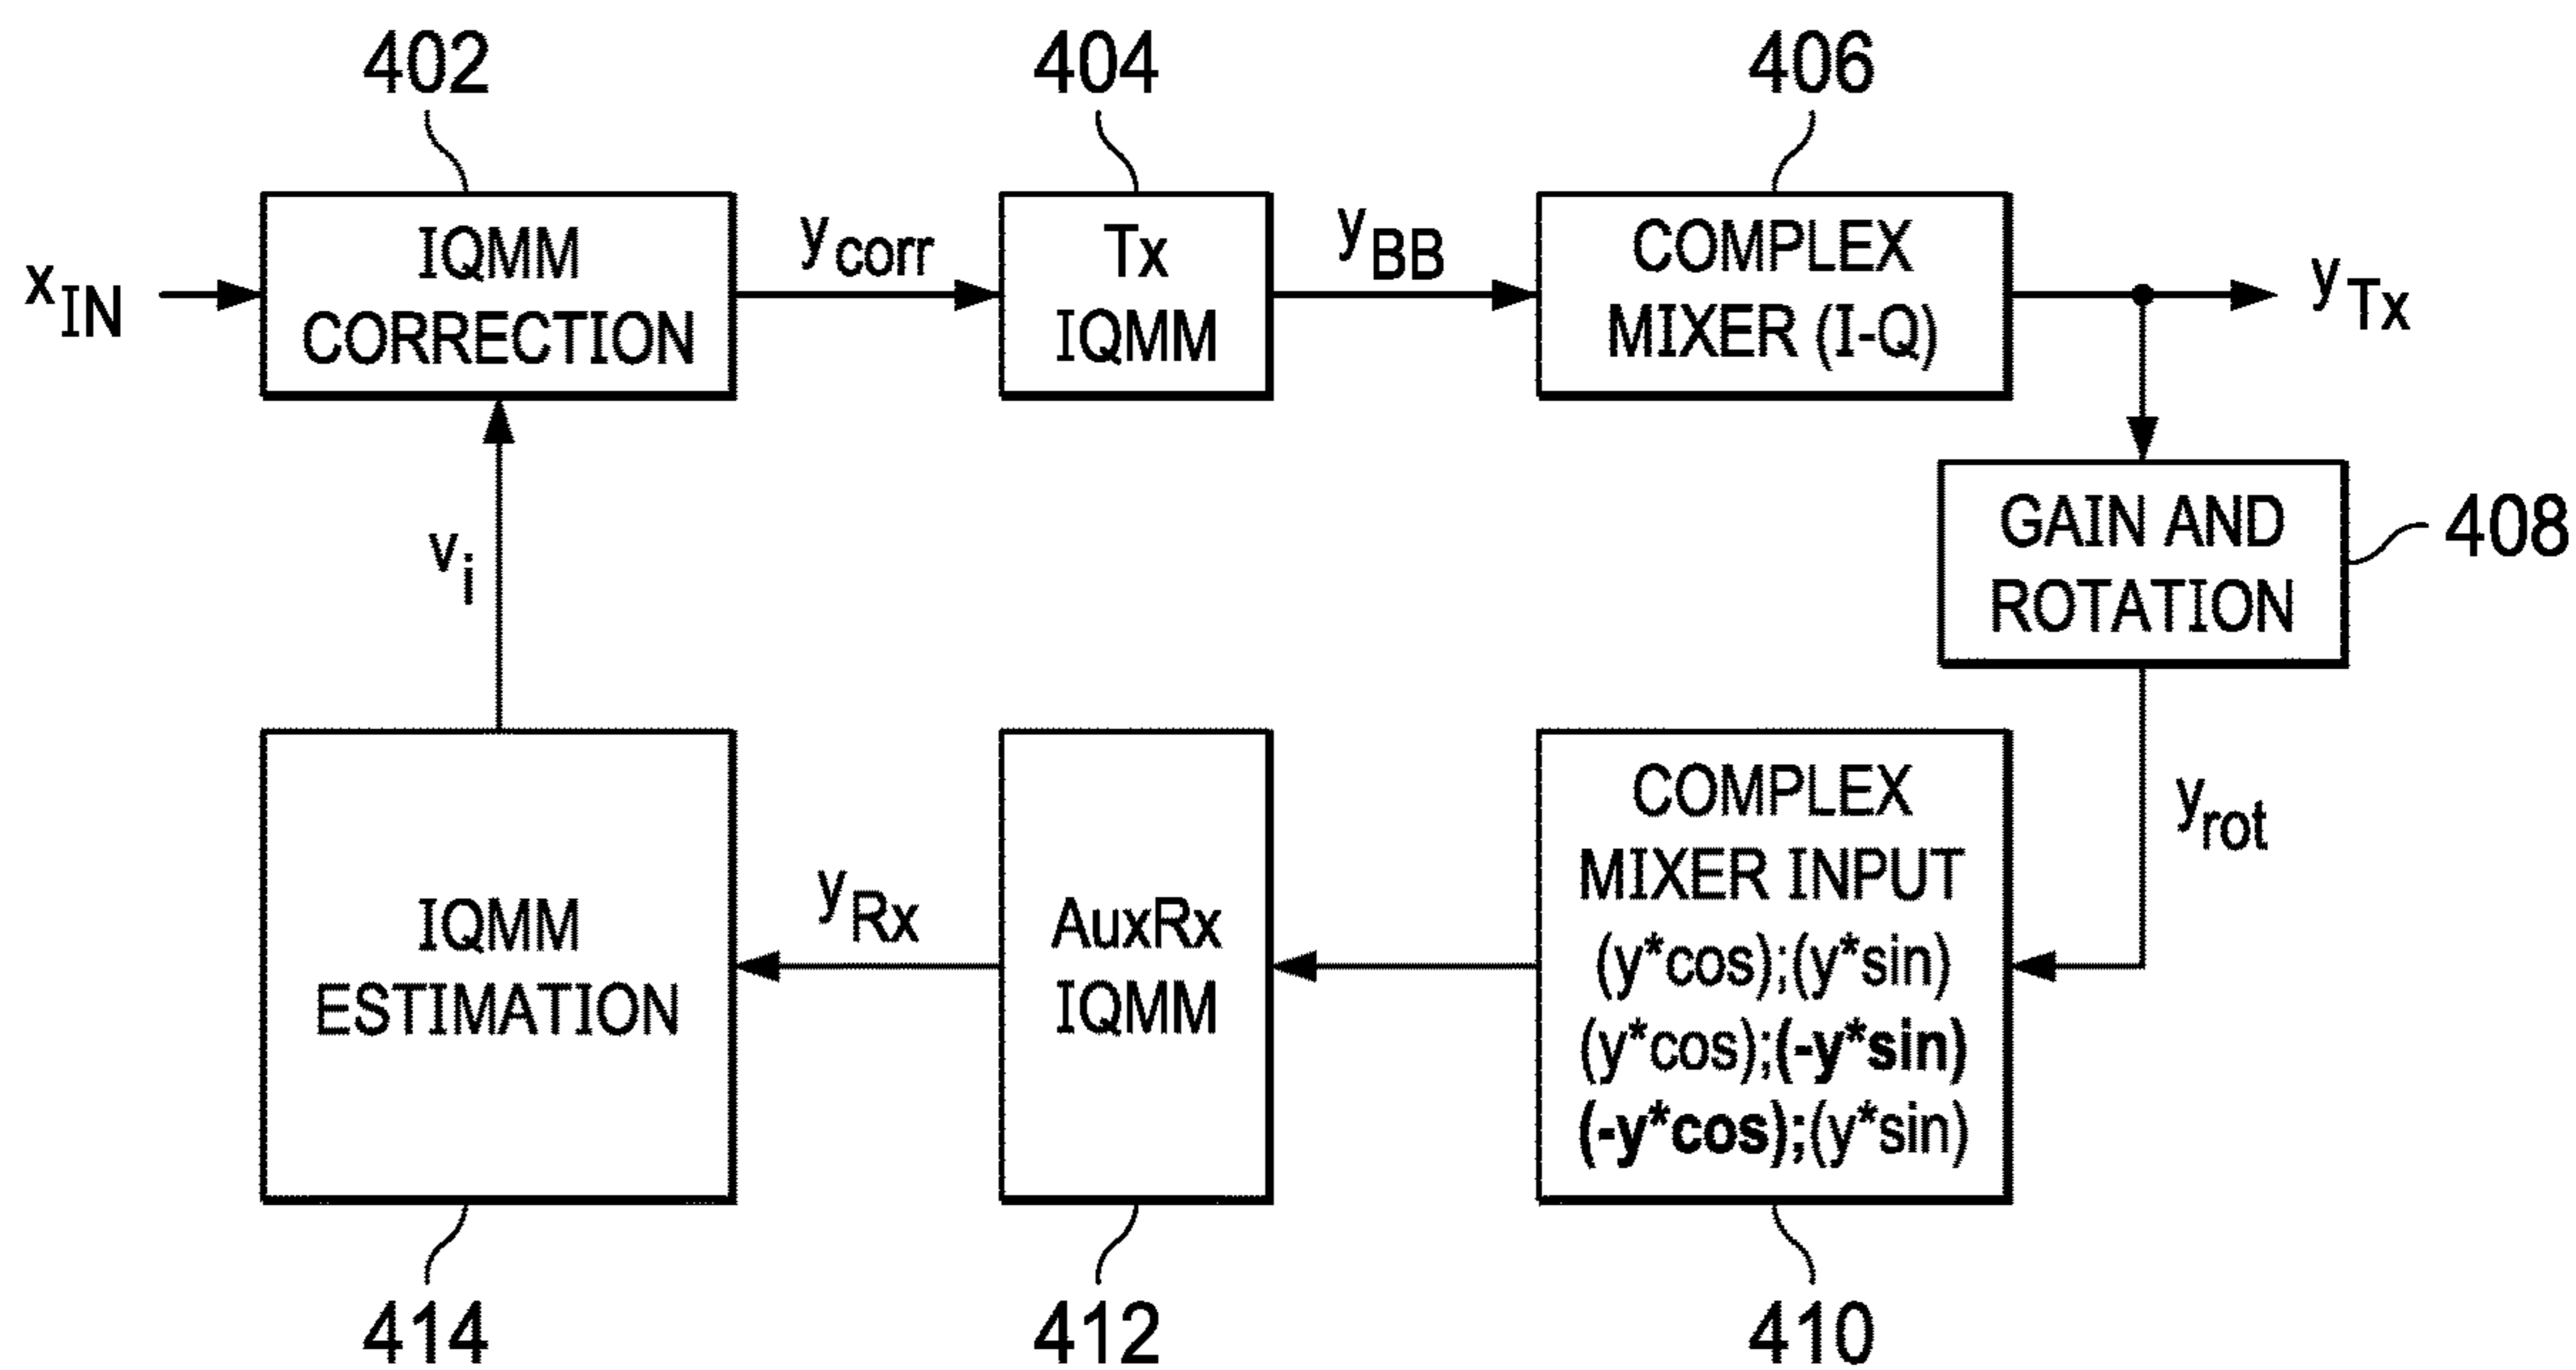 402
404
406
x_IN
IQMM
CORRECTION
y_corr
Tx
IQMM
y_BB
COMPLEX
MIXER (I-Q)
y_Tx
GAIN AND
ROTATION
408
v_i
y_rot
IQMM
ESTIMATION
y_Rx
AuxRx
IQMM
COMPLEX
MIXER INPUT
(y*cos);(y*sin)
(y*cos);(-y*sin)
(-y*cos);(y*sin)
414
412
410